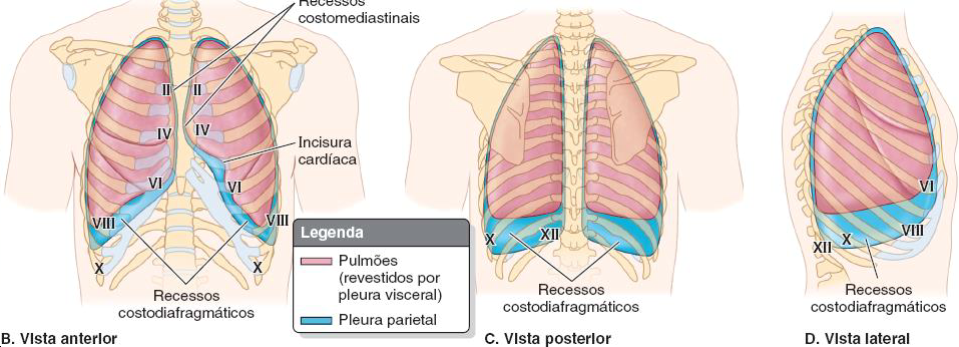 Recessos
costomediastinais
II
II
IV
IV
Incisura
cardíaca
VI
VI
VIII
VIII
X
X
Recessos
costodiafragmáticos
B. Vista anterior
Legenda
Pulmões
(revestidos por
pleura visceral)
Pleura parietal
X
XII
Recessos
costodiafragmáticos
C. Vista posterior
VI
VIII
X
XII
Recessos
costodiafragmáticos
D. Vista lateral